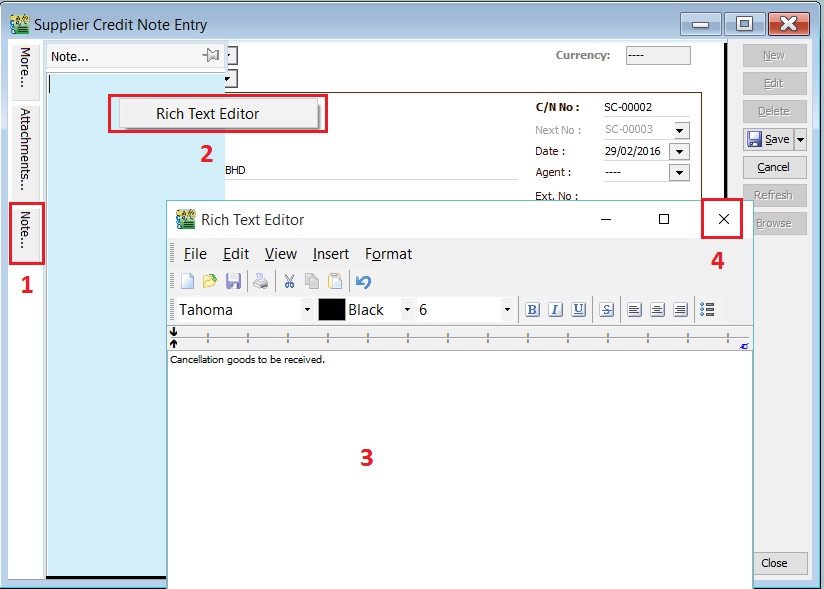 Supplier Credit Note Entry
More...
Attachments...
Note...
1
Note...
Rich Text Editor
2
BHD
Currency: ----
C/N No : SC-00002
Next No : SC-00003
Date : 29/02/2016
Agent : ----
Ext. No :
New
Edit
Delete
Save
Cancel
Refresh
Browse
Rich Text Editor
4
File Edit View Insert Format
Tahoma Black 6 B I U S
Cancellation goods to be received.
3
Close